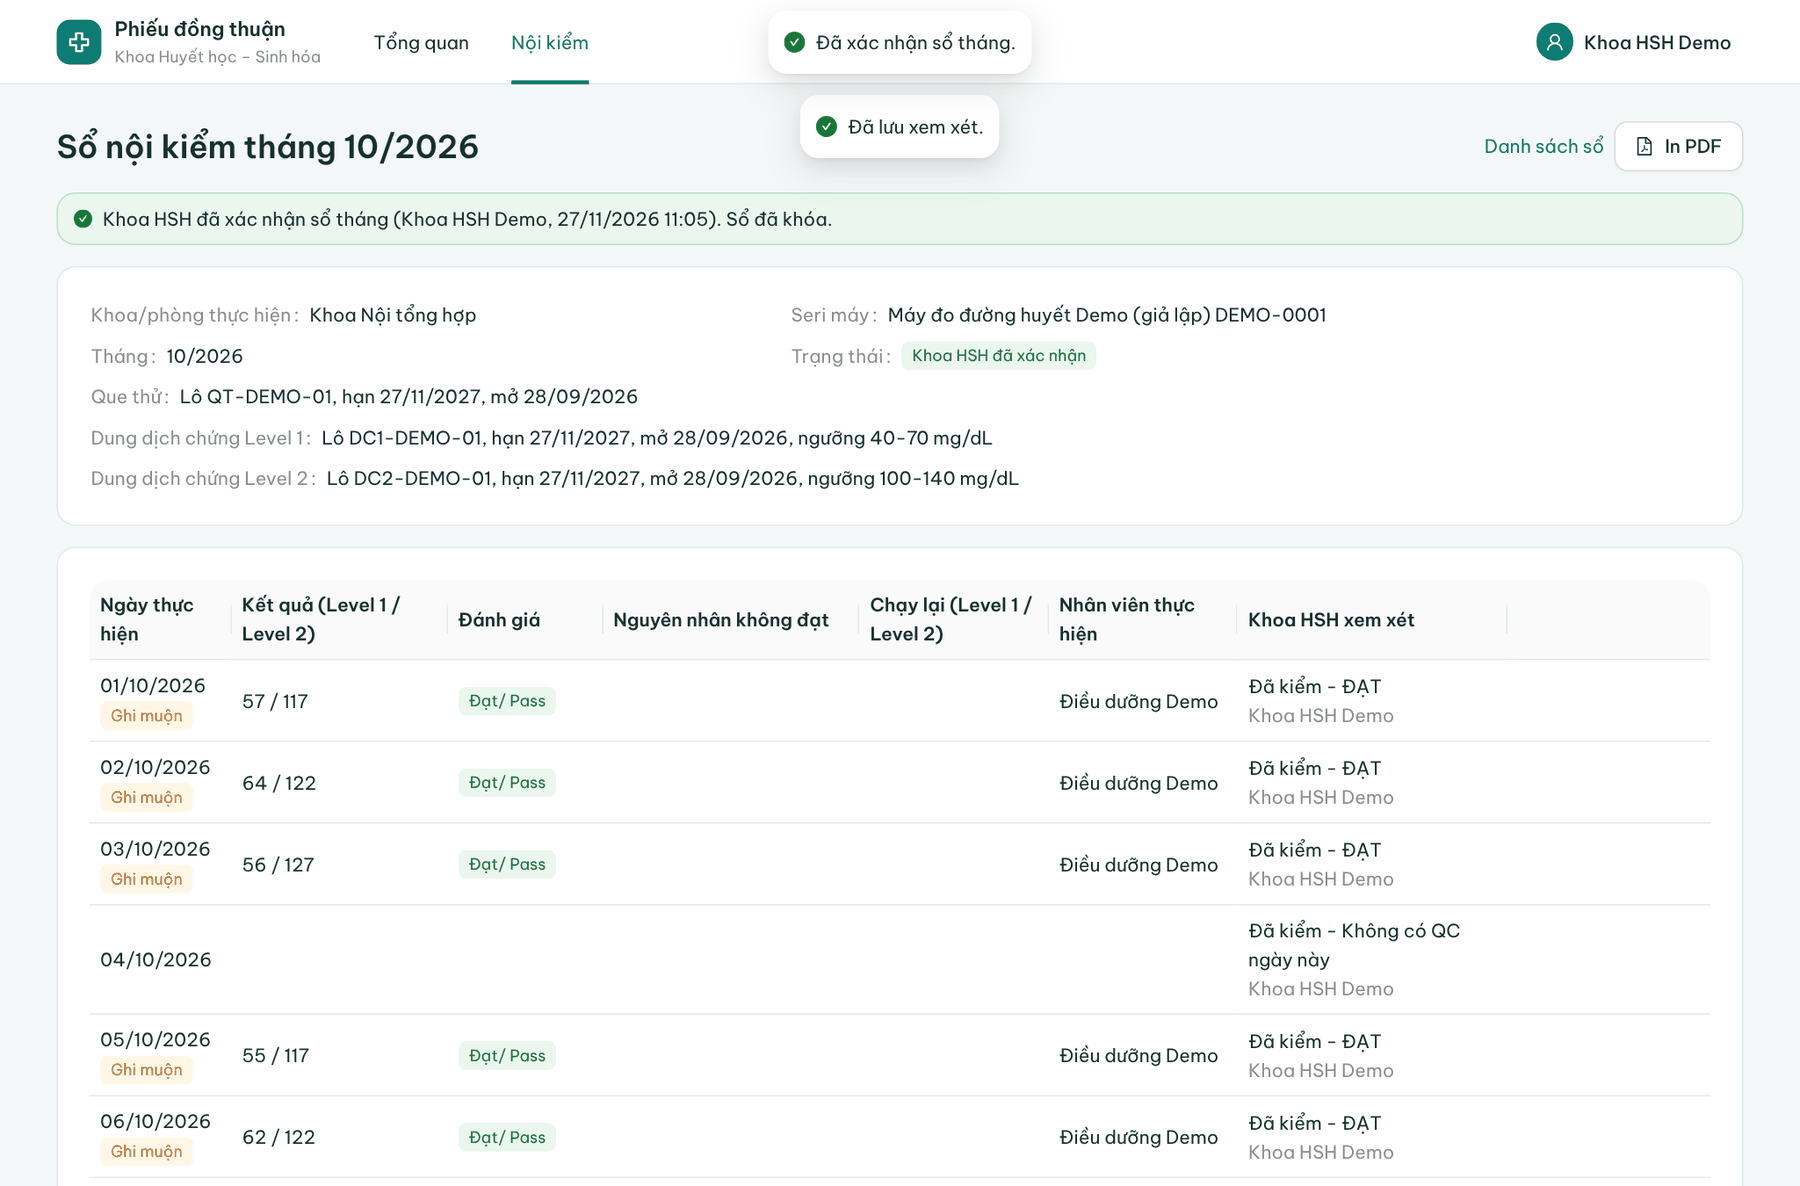 Phiếu đồng thuận
Khoa Huyết học – Sinh hóa
Tổng quan
Nội kiểm
Đã xác nhận sổ tháng.
Khoa HSH Demo
Đã lưu xem xét.
Sổ nội kiểm tháng 10/2026
Danh sách sổ
In PDF
Khoa HSH đã xác nhận sổ tháng (Khoa HSH Demo, 27/11/2026 11:05). Sổ đã khóa.
Khoa/phòng thực hiện: Khoa Nội tổng hợp
Seri máy: Máy đo đường huyết Demo (giả lập) DEMO-0001
Tháng: 10/2026
Trạng thái: Khoa HSH đã xác nhận
Que thử: Lô QT-DEMO-01, hạn 27/11/2027, mở 28/09/2026
Dung dịch chứng Level 1: Lô DC1-DEMO-01, hạn 27/11/2027, mở 28/09/2026, ngưỡng 40-70 mg/dL
Dung dịch chứng Level 2: Lô DC2-DEMO-01, hạn 27/11/2027, mở 28/09/2026, ngưỡng 100-140 mg/dL
Ngày thực hiện
Kết quả (Level 1 / Level 2)
Đánh giá
Nguyên nhân không đạt
Chạy lại (Level 1 / Level 2)
Nhân viên thực hiện
Khoa HSH xem xét
01/10/2026
Ghi muộn
57 / 117
Đạt/ Pass
Điều dưỡng Demo
Đã kiểm - ĐẠT
Khoa HSH Demo
02/10/2026
Ghi muộn
64 / 122
Đạt/ Pass
Điều dưỡng Demo
Đã kiểm - ĐẠT
Khoa HSH Demo
03/10/2026
Ghi muộn
56 / 127
Đạt/ Pass
Điều dưỡng Demo
Đã kiểm - ĐẠT
Khoa HSH Demo
04/10/2026
Đã kiểm - Không có QC
ngày này
Khoa HSH Demo
05/10/2026
Ghi muộn
55 / 117
Đạt/ Pass
Điều dưỡng Demo
Đã kiểm - ĐẠT
Khoa HSH Demo
06/10/2026
Ghi muộn
62 / 122
Đạt/ Pass
Điều dưỡng Demo
Đã kiểm - ĐẠT
Khoa HSH Demo